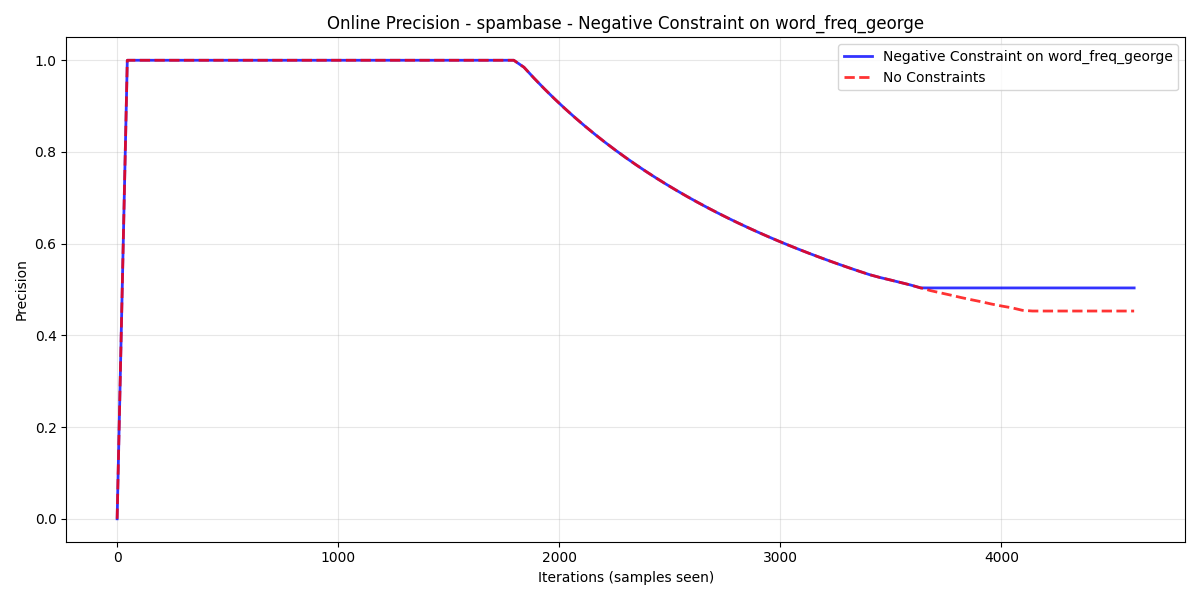 Online Precision - spambase - Negative Constraint on word_freq_george
Negative Constraint on word_freq_george
No Constraints
Precision
1.0
0.8
0.6
0.4
0.2
0.0
0 1000 2000 3000 4000
Iterations (samples seen)